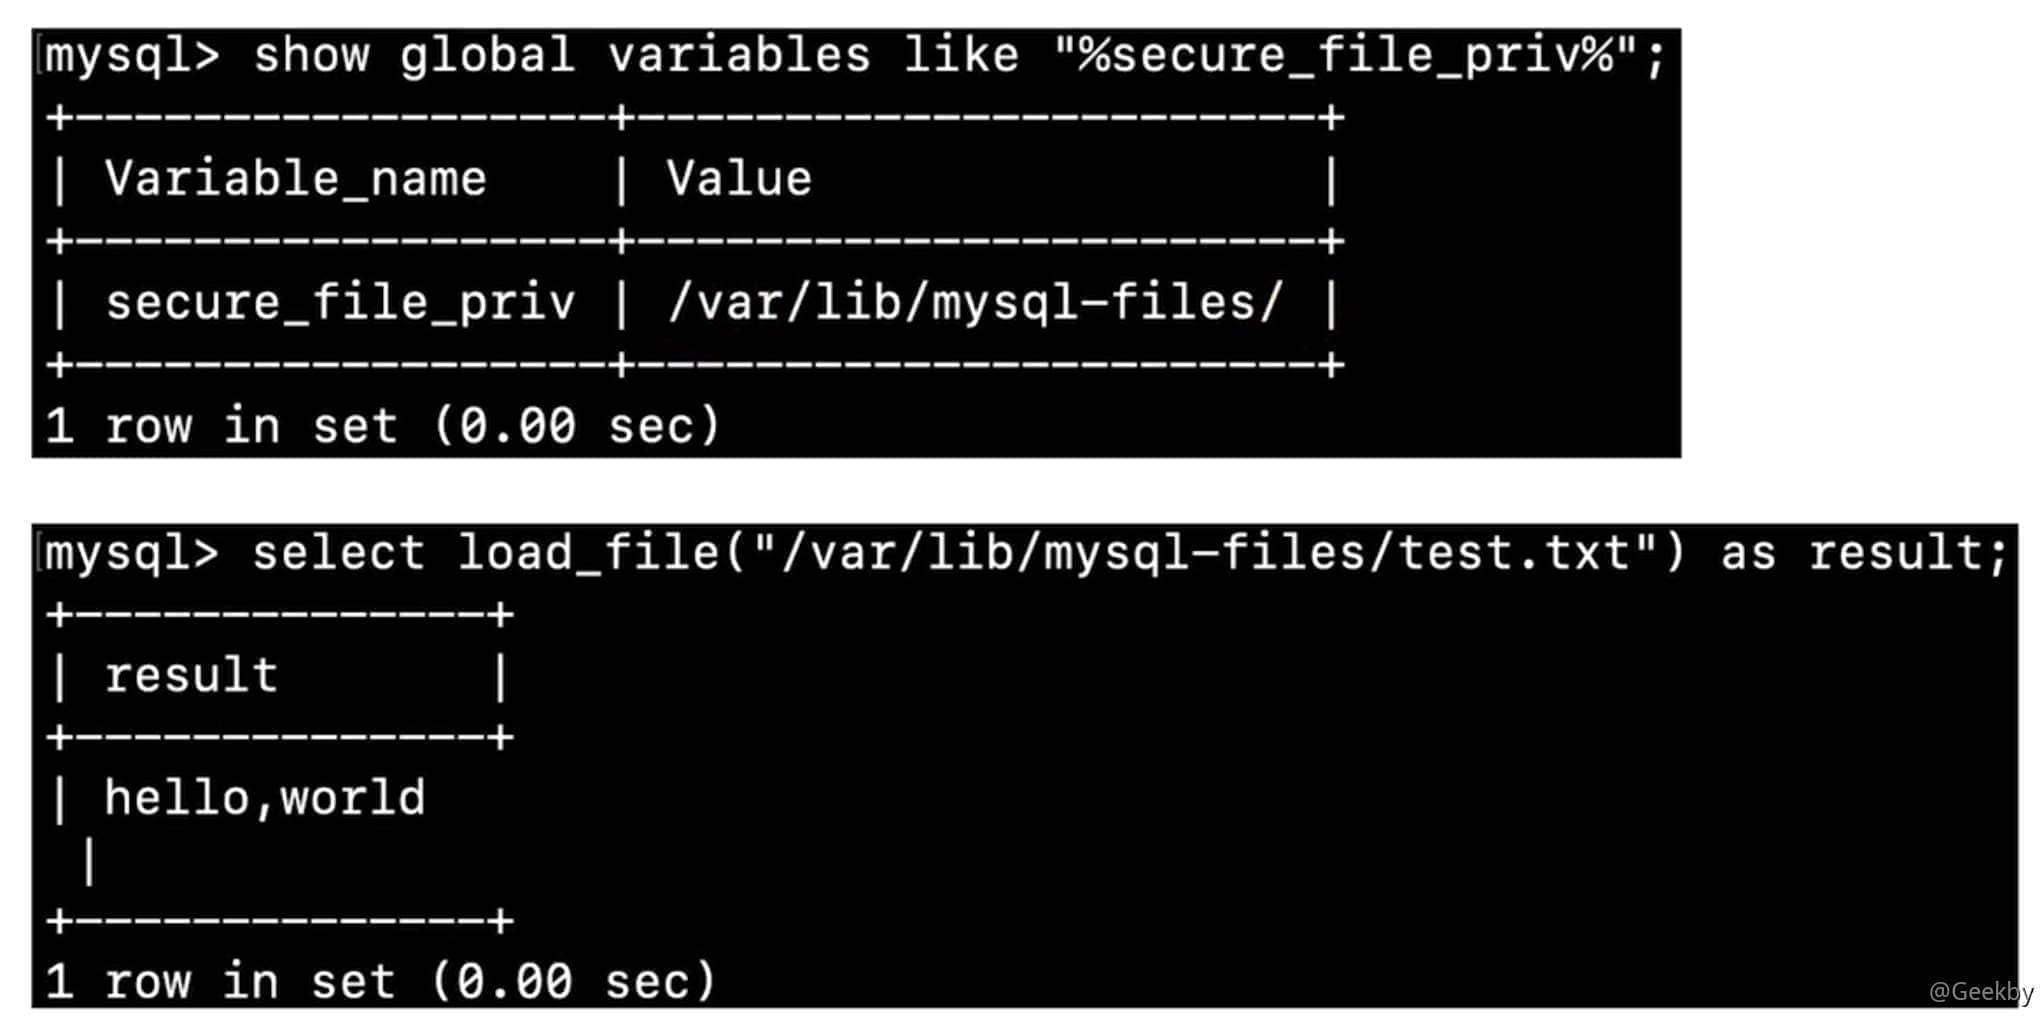 mysql> show global variables like "%secure_file_priv%";
+------------------+-----------------------+
| Variable_name    | Value                 |
+------------------+-----------------------+
| secure_file_priv | /var/lib/mysql-files/ |
+------------------+-----------------------+
1 row in set (0.00 sec)
mysql> select load_file("/var/lib/mysql-files/test.txt") as result;
+--------------+
| result       |
+--------------+
| hello,world
 |
+--------------+
1 row in set (0.00 sec)
@Geekby